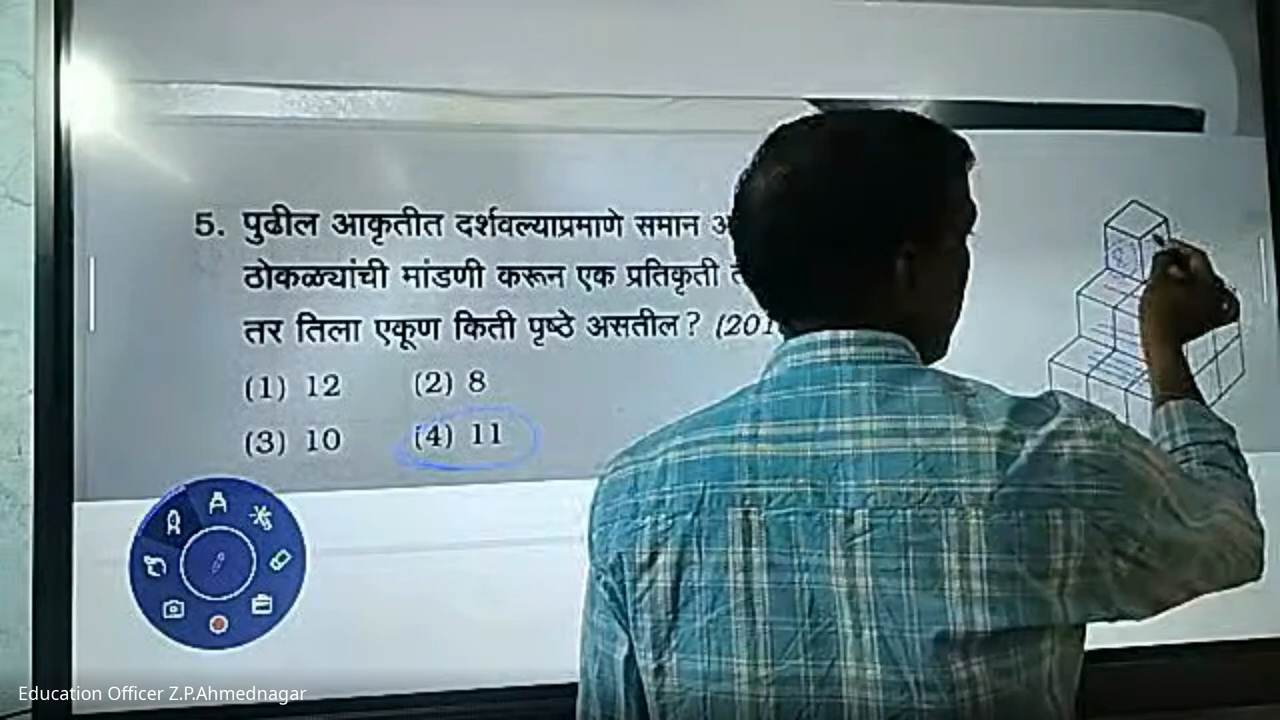 5. पुढील आकृतीत दर्शवल्याप्रमाणे समान
ठोकळ्यांची मांडणी करून एक प्रतिकृती
तर तिला एकूण किती पृष्ठे असतील? (201
(1) 12 (2) 8
(3) 10 (4) 11
Education Officer Z.P.Ahmednagar